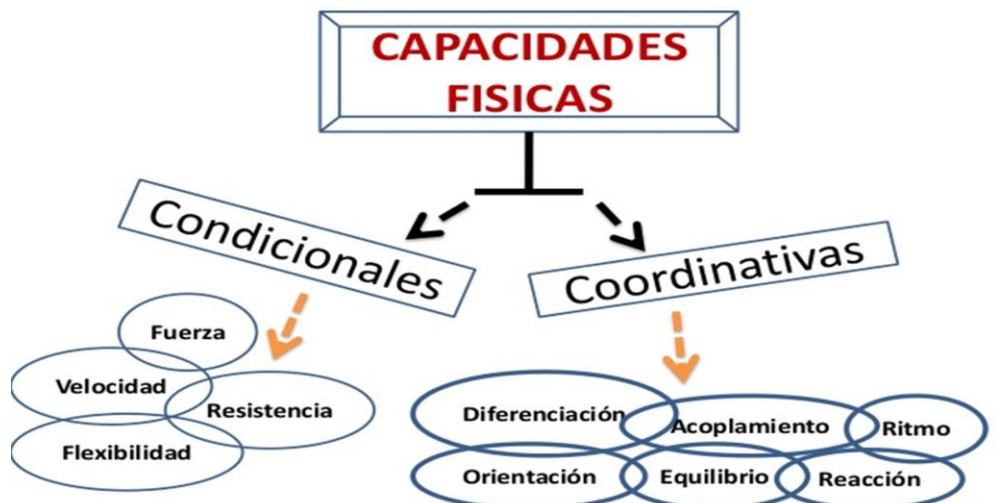 CAPACIDADES
FISICAS
Condicionales
Coordinativas
Fuerza
Velocidad
Resistencia
Flexibilidad
Diferenciación
Acoplamiento
Ritmo
Orientación
Equilibrio
Reacción